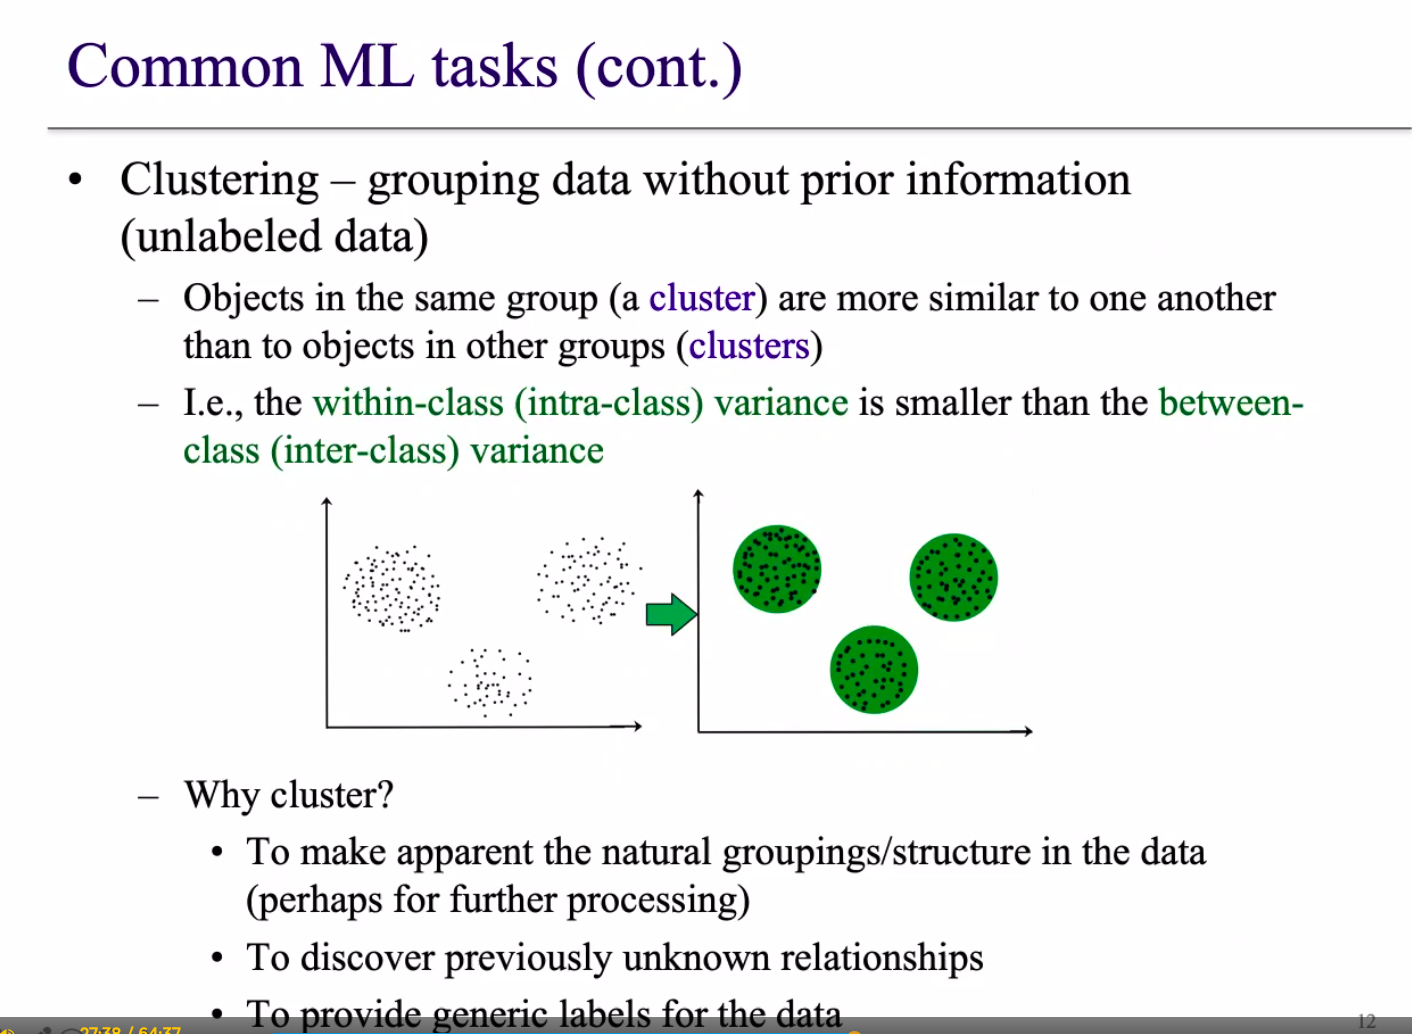 Common ML tasks (cont.)
• Clustering – grouping data without prior information
(unlabeled data)
– Objects in the same group (a cluster) are more similar to one another
than to objects in other groups (clusters)
– I.e., the within-class (intra-class) variance is smaller than the between-
class (inter-class) variance
– Why cluster?
• To make apparent the natural groupings/structure in the data
(perhaps for further processing)
• To discover previously unknown relationships
• To provide generic labels for the data
27:38 / 64:37
12